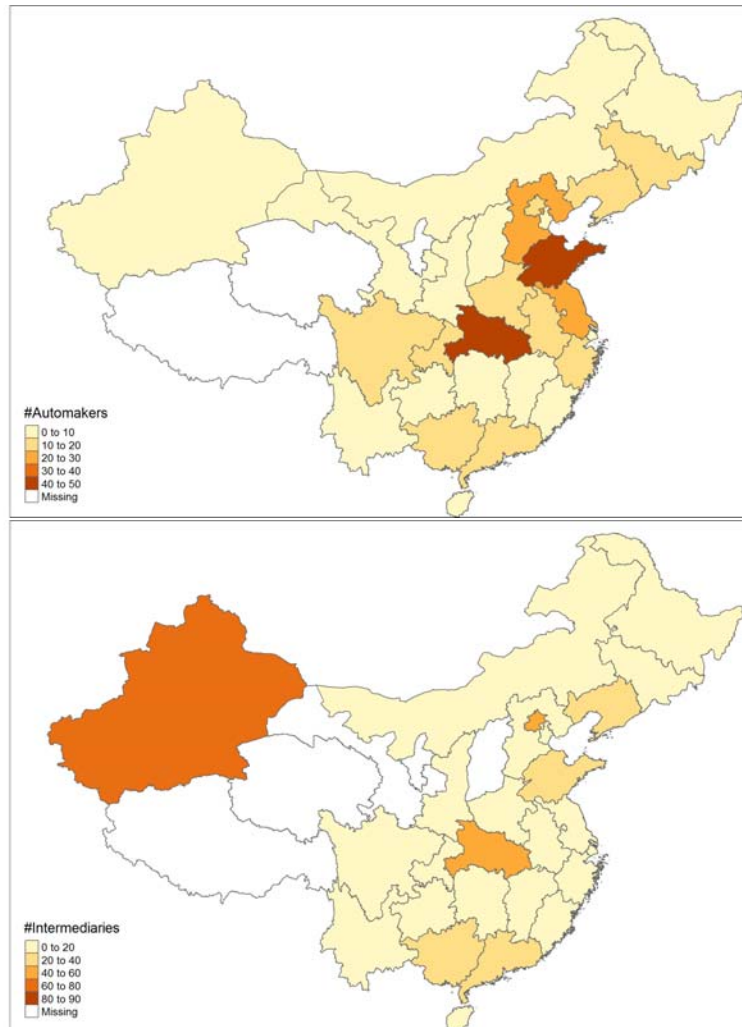 #Automakers
0 to 10
10 to 20
20 to 30
30 to 40
40 to 50
Missing
#Intermediaries
0 to 20
20 to 40
40 to 60
60 to 80
80 to 90
Missing